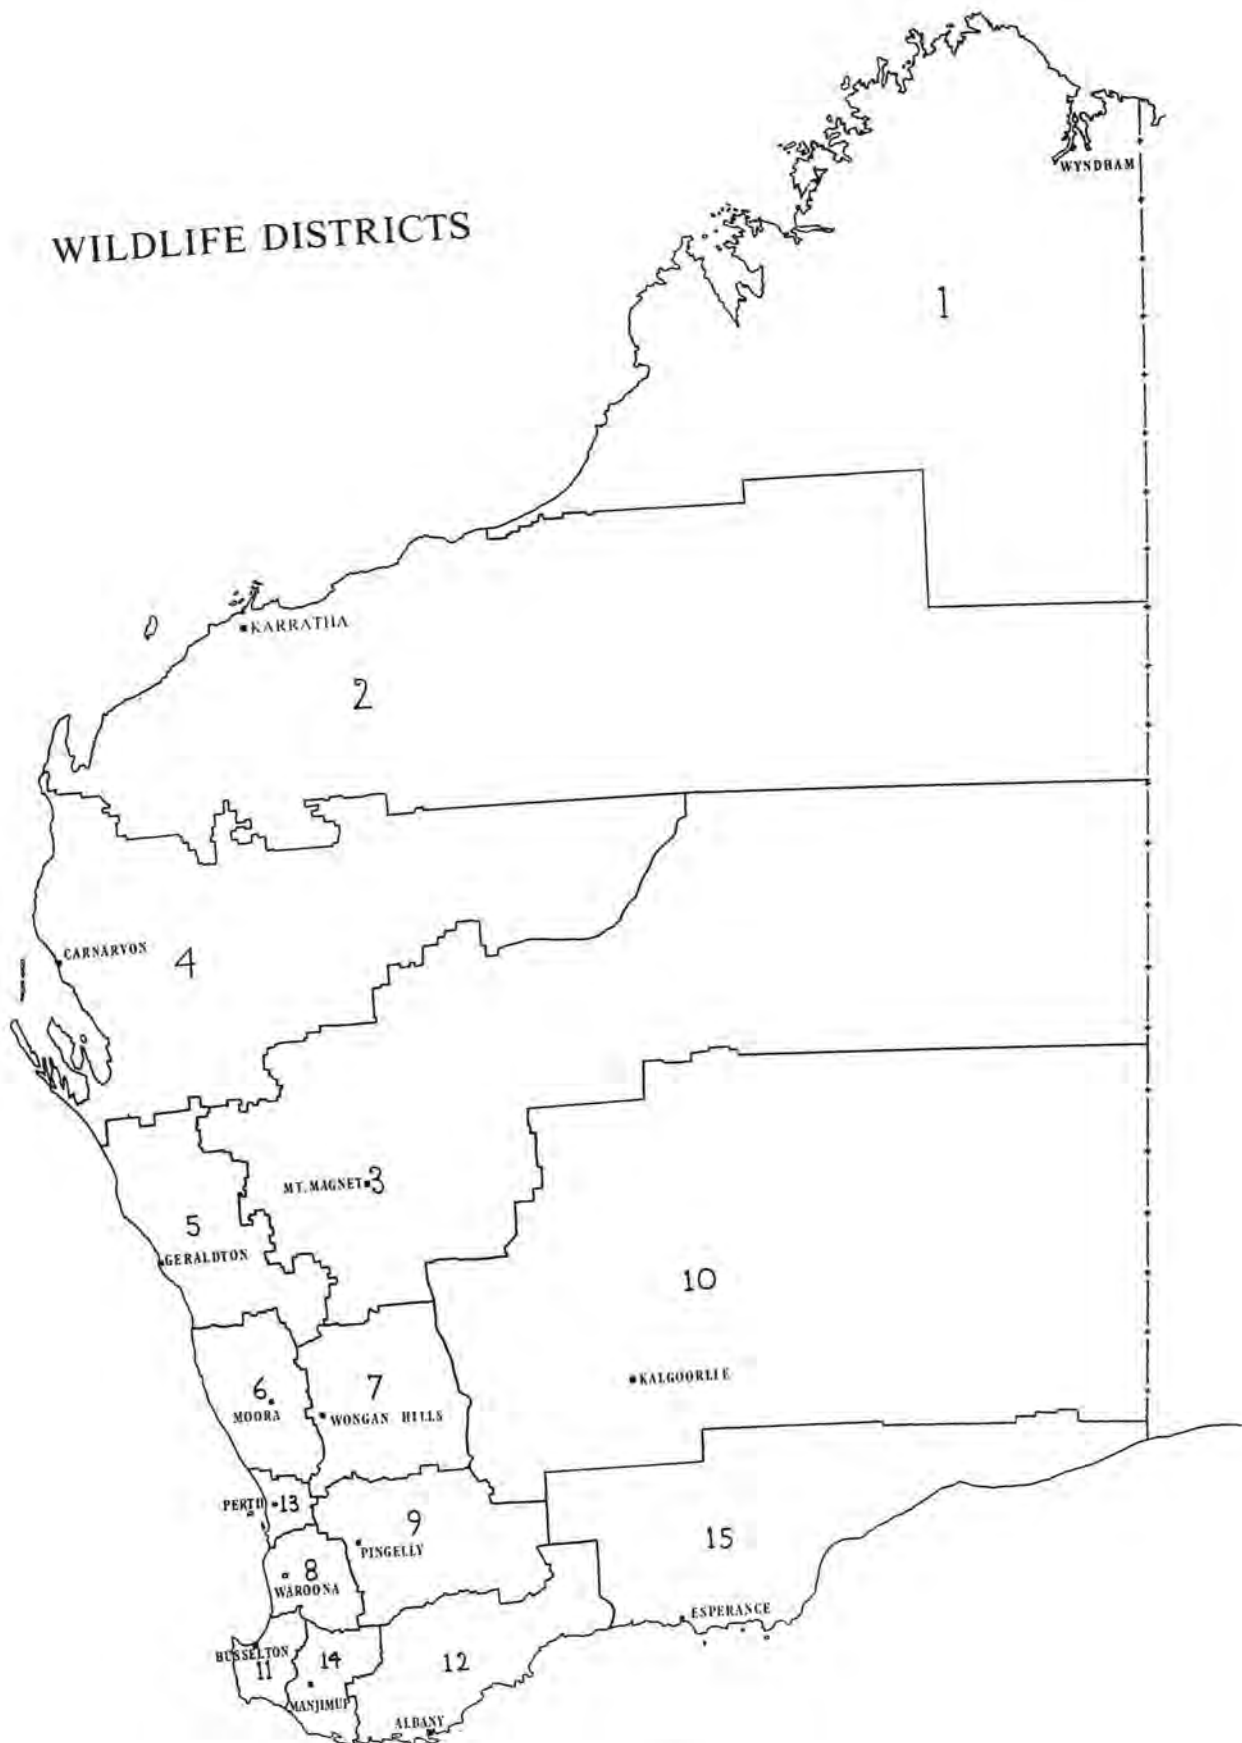 WYNDHAM
WILDLIFE DISTRICTS
1
KARRATHA
2
CARNARVON
4
MT. MAGNET 3
5
GERALDTON
10
6
7
KALGOORLIE
MOORA
WONGAN HILLS
PERTH 13
9
15
PINGELLY
8
WAROONA
ESPERANCE
BUSSELTON
11
14
12
MANJIMUP
ALBANY